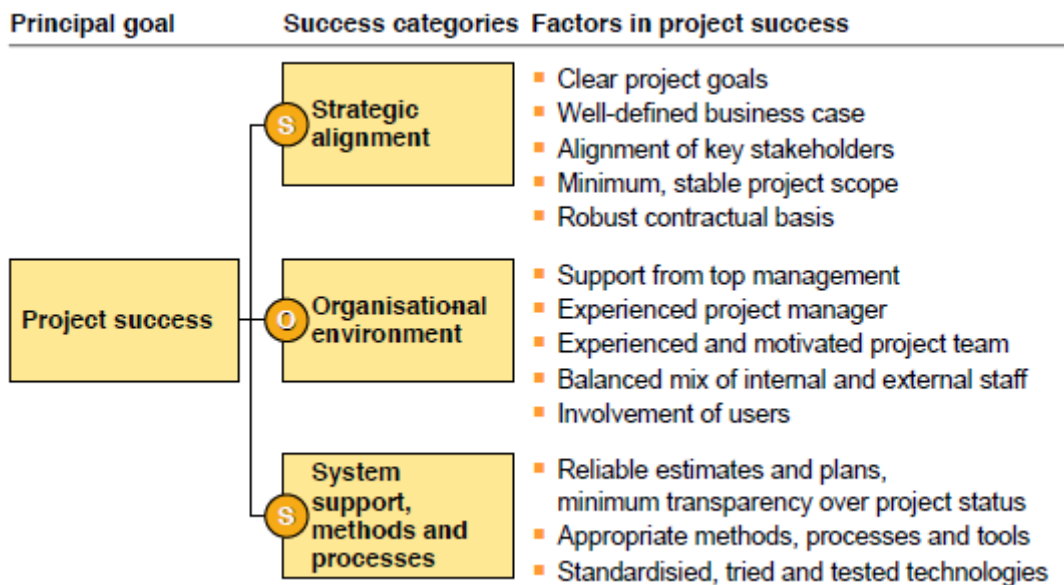 Principal goal
Success categories
Factors in project success
S
Strategic
alignment
Clear project goals
Well-defined business case
Alignment of key stakeholders
Minimum, stable project scope
Robust contractual basis
Project success
O
Organisational
environment
Support from top management
Experienced project manager
Experienced and motivated project team
Balanced mix of internal and external staff
Involvement of users
S
System
support,
methods and
processes
Reliable estimates and plans,
minimum transparency over project status
Appropriate methods, processes and tools
Standardisied, tried and tested technologies